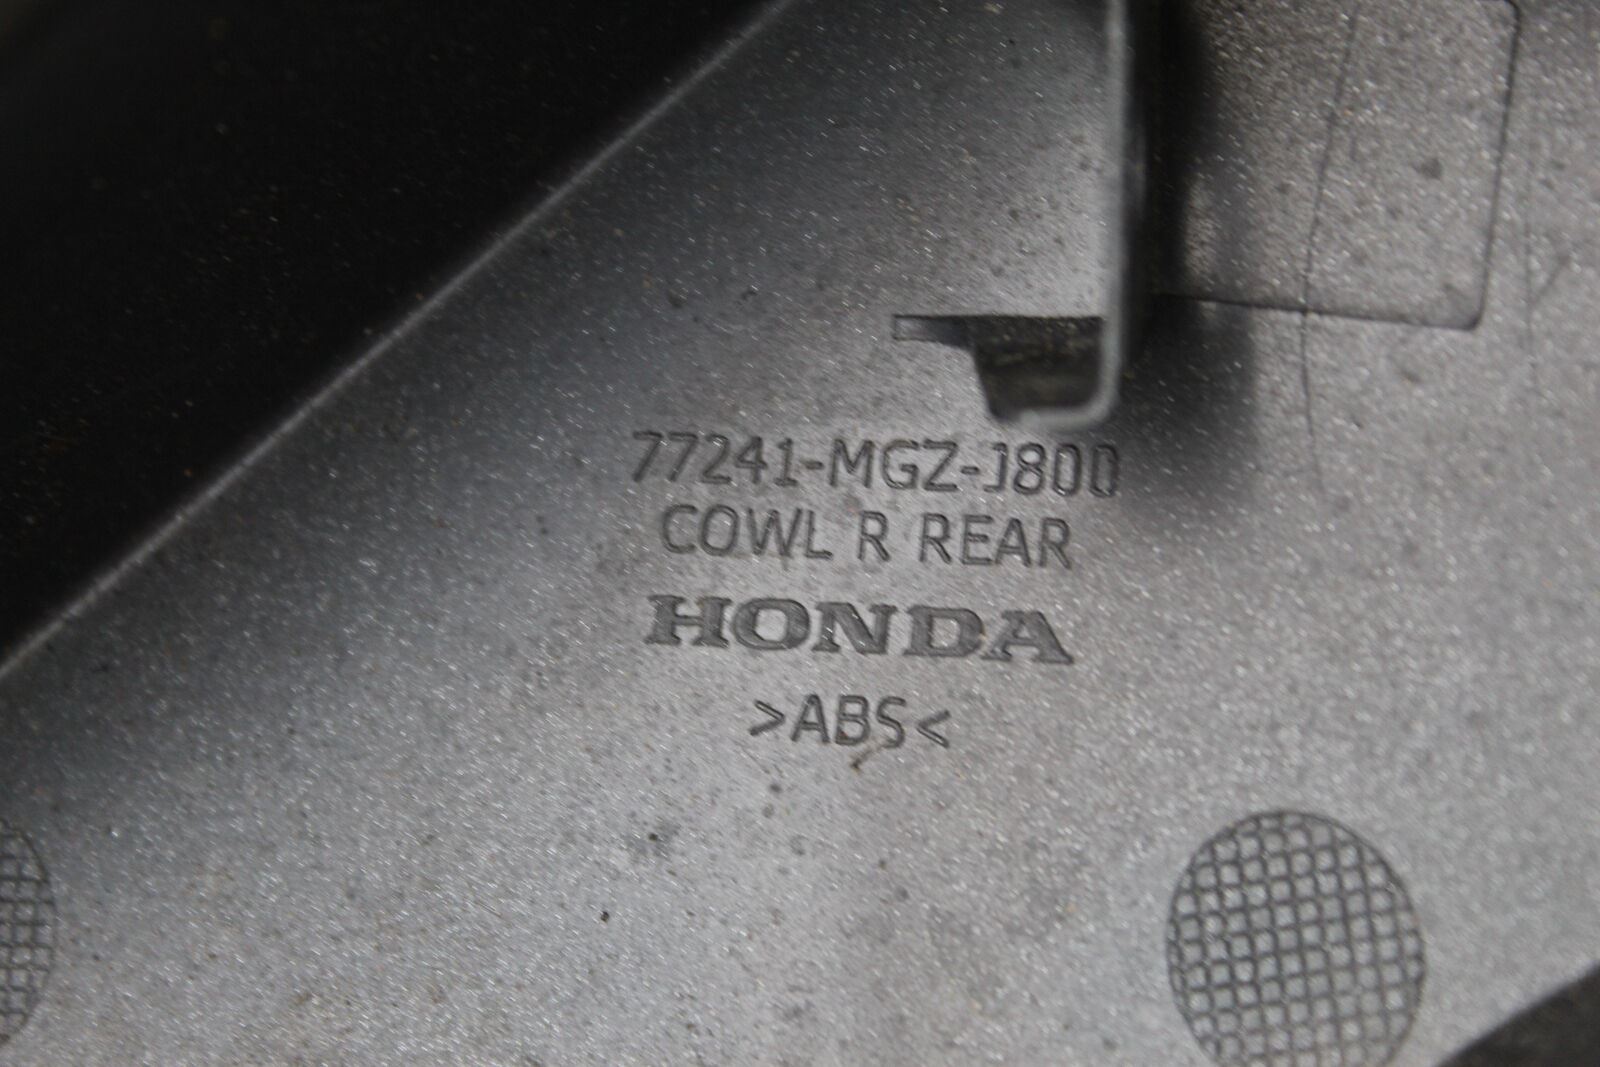 77241-MGZ-J800
COWL R REAR
HONDA
>ABS<